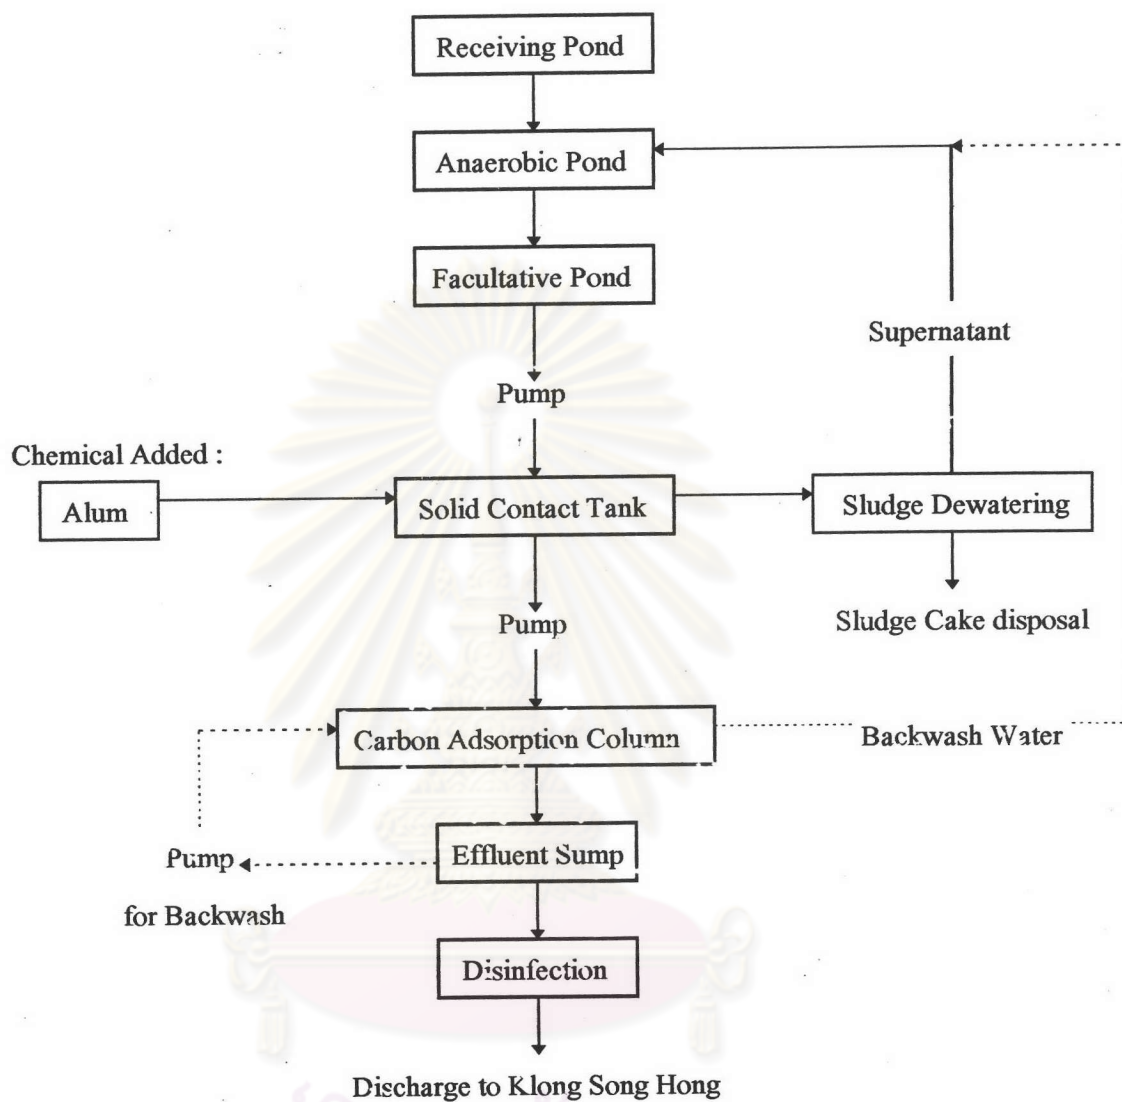 Receiving Pond
Anaerobic Pond
Facultative Pond
Supernatant
Pump
Chemical Added :
Alum
Solid Contact Tank
Sludge Dewatering
Pump
Sludge Cake disposal
Carbon Adsorption Column
Backwash Water
Effluent Sump
Pump
for Backwash
Disinfection
Discharge to Klong Song Hong